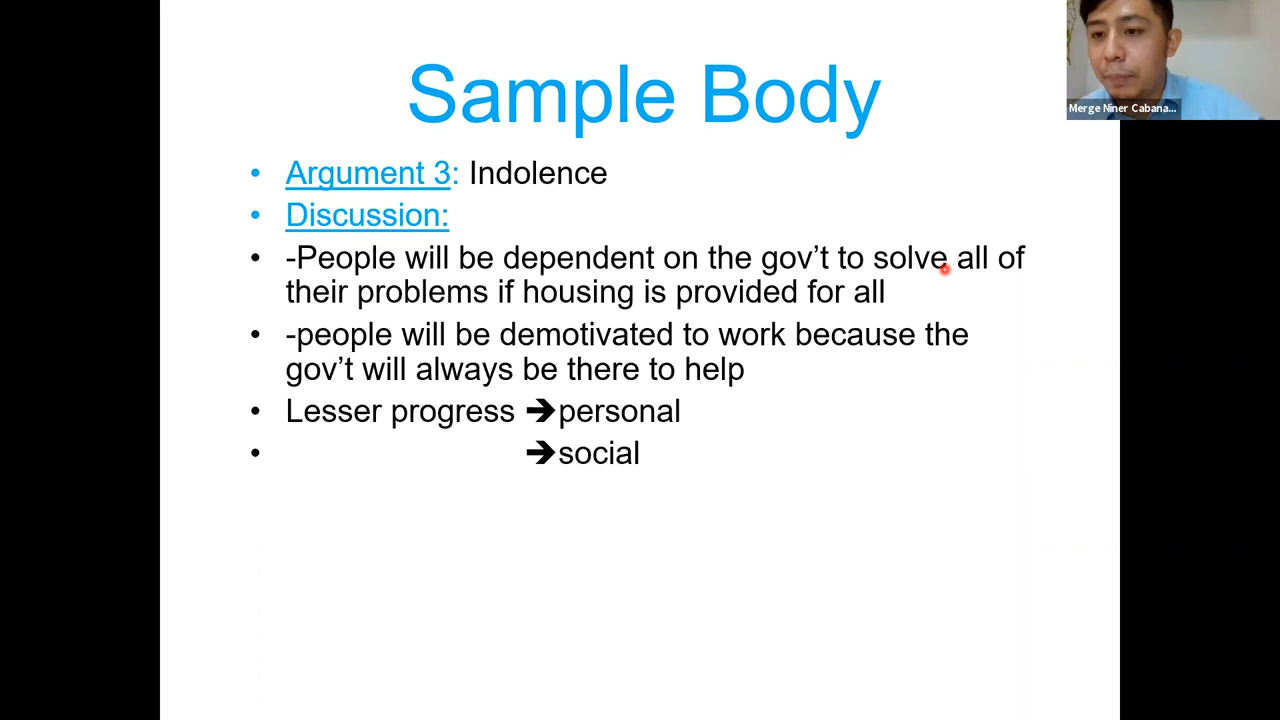 Sample Body
Merge Niner Cabana...
• Argument 3: Indolence
• Discussion:
• -People will be dependent on the gov’t to solve all of
their problems if housing is provided for all
• -people will be demotivated to work because the
gov’t will always be there to help
• Lesser progress ➔personal
• ➔social